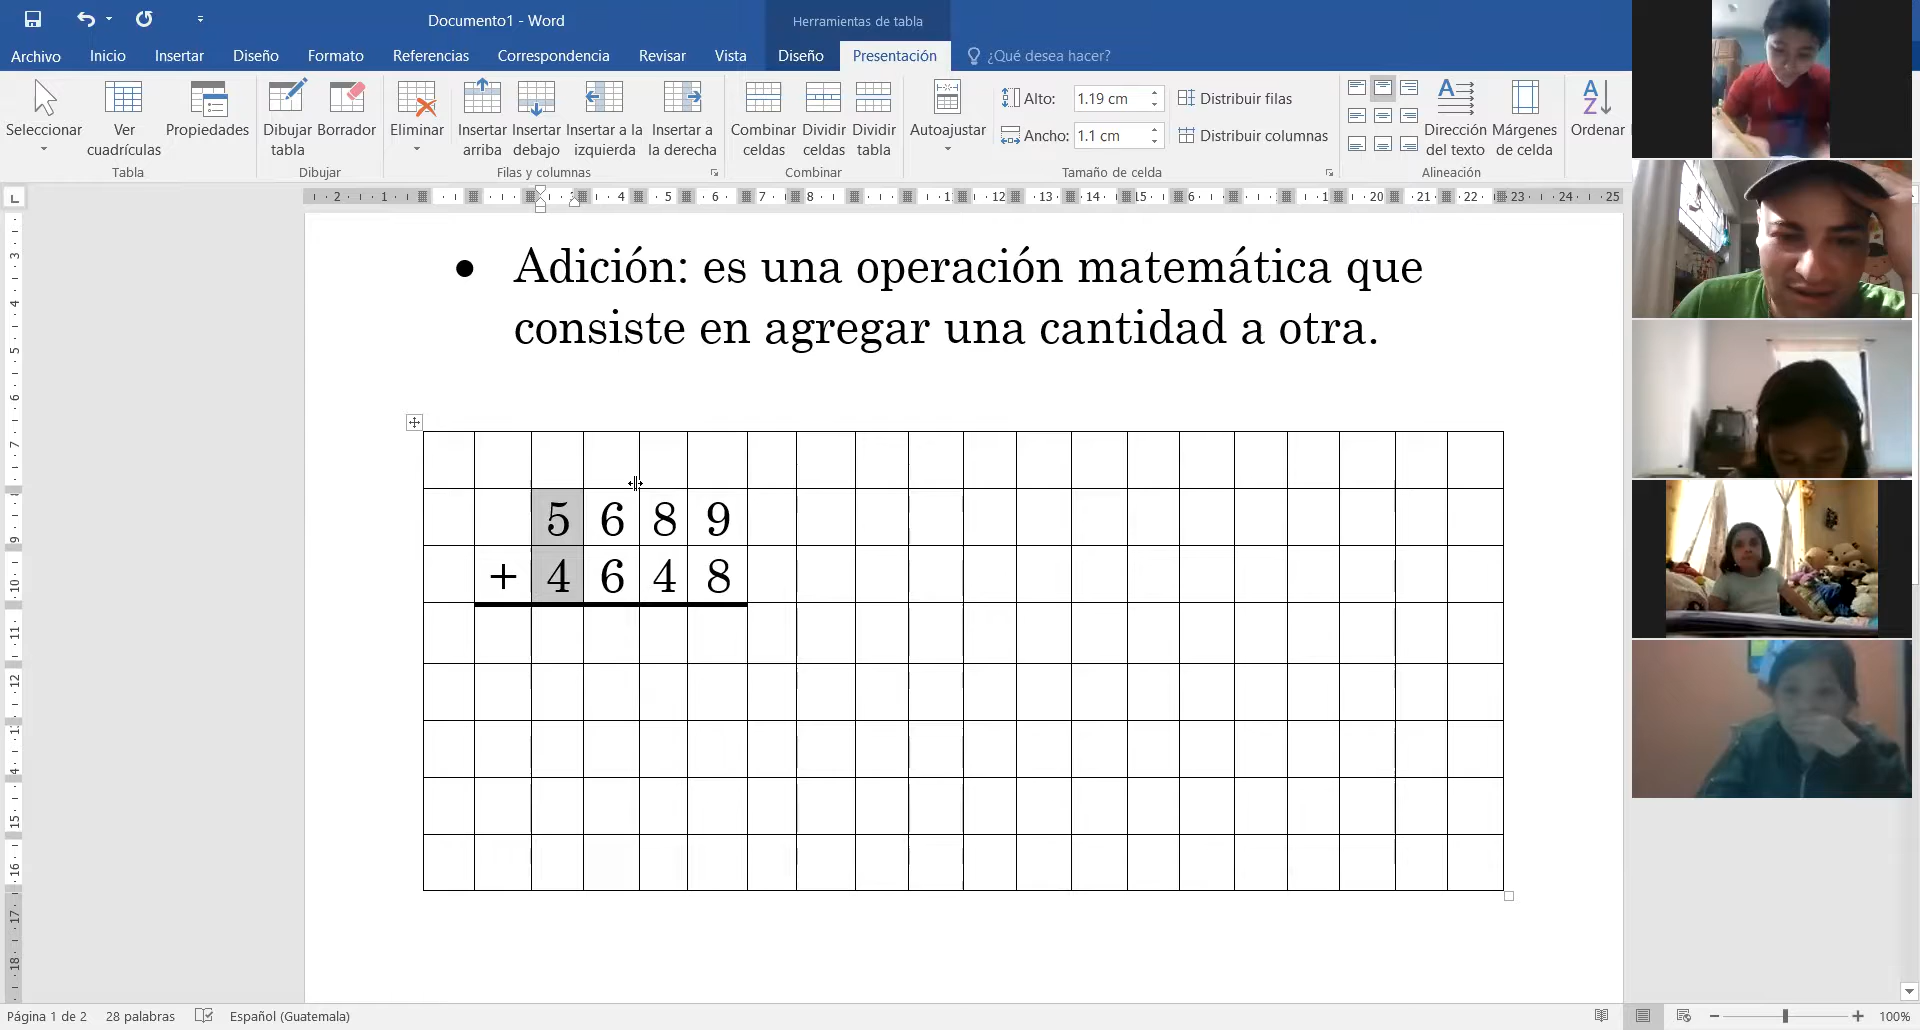 Documento1 - Word
Herramientas de tabla
Archivo Inicio Insertar Diseño Formato Referencias Correspondencia Revisar Vista Diseño Presentación ¿Qué desea hacer?
Seleccionar
Ver cuadrículas
Propiedades
Tabla
Dibujar tabla
Borrador
Dibujar
Eliminar
Insertar arriba
Insertar debajo
Insertar a la izquierda
Insertar a la derecha
Filas y columnas
Combinar celdas
Dividir celdas
Dividir tabla
Combinar
Autoajustar
Alto: 1.19 cm
Ancho: 1.1 cm
Distribuir filas
Distribuir columnas
Tamaño de celda
Dirección del texto
Márgenes de celda
Alineación
Ordenar
• Adición: es una operación matemática que
consiste en agregar una cantidad a otra.
5 6 8 9
+ 4 6 4 8
Página 1 de 2 28 palabras Español (Guatemala) 100%